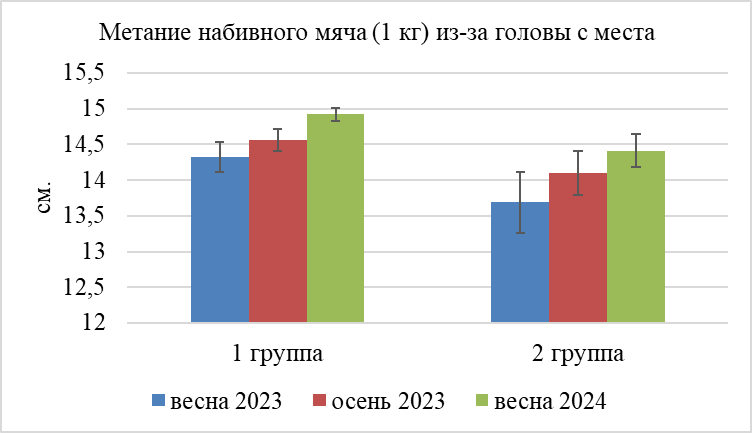 Метание набивного мяча (1 кг) из-за головы с места
15,5
15
14,5
14
13,5
13
12,5
12
см.
1 группа
2 группа
весна 2023 осень 2023 весна 2024